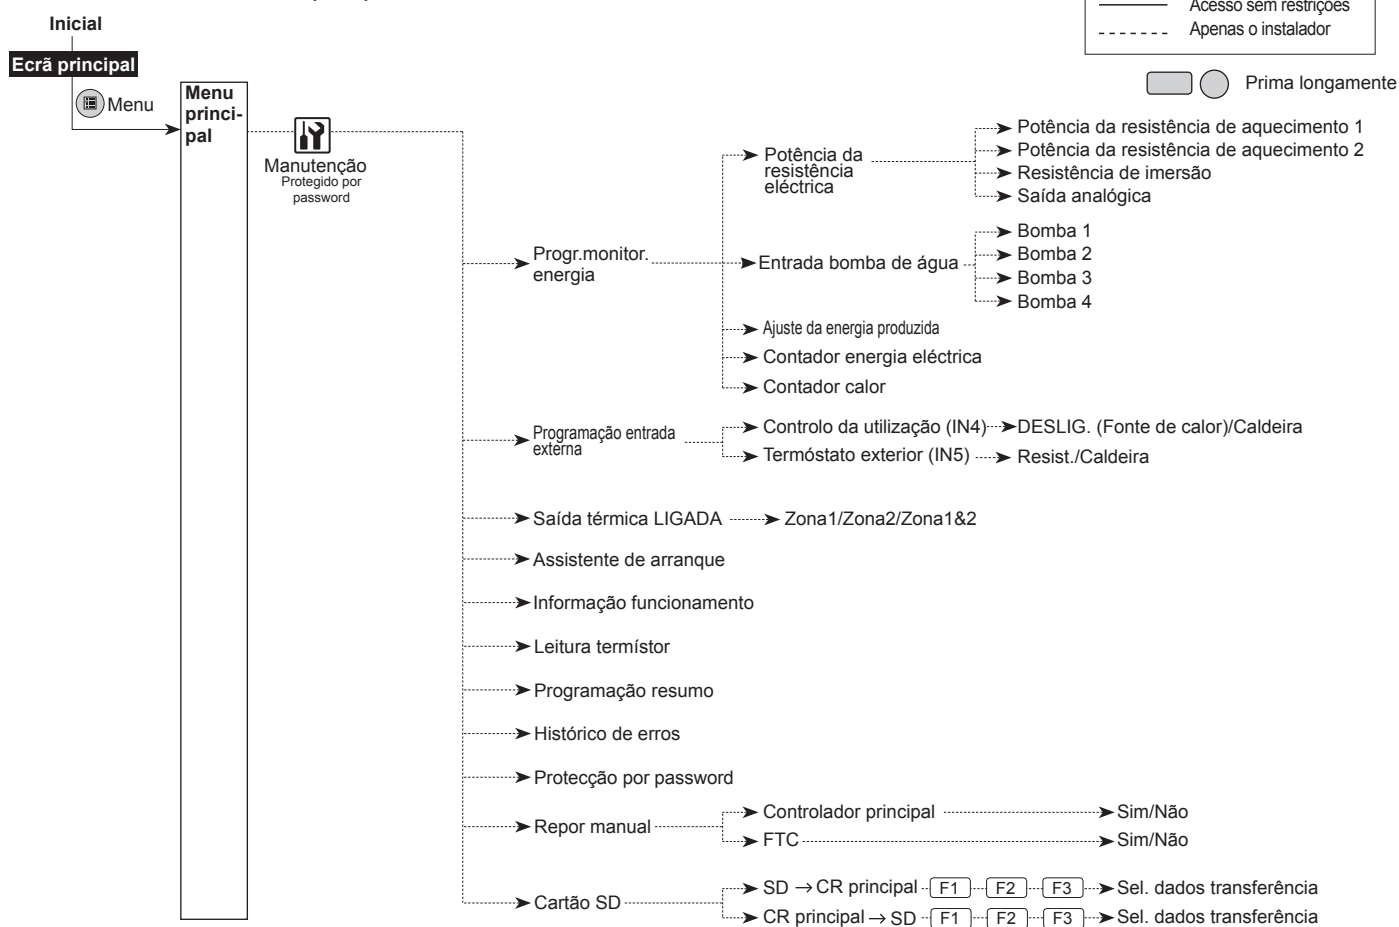 Acesso sem restrições
Apenas o instalador
Prima longamente
Inicial
Ecrã principal
Menu
Menu
princi-
pal
Manutenção
Protegido por
password
Progr.monitor.
energia
Potência da
resistência
eléctrica
Potência da resistência de aquecimento 1
Potência da resistência de aquecimento 2
Resistência de imersão
Saída analógica
Entrada bomba de água
Bomba 1
Bomba 2
Bomba 3
Bomba 4
Ajuste da energia produzida
Contador energia eléctrica
Contador calor
Programação entrada
externa
Controlo da utilização (IN4)
DESLIG. (Fonte de calor)/Caldeira
Termóstato exterior (IN5)
Resist./Caldeira
Saída térmica LIGADA
Zona1/Zona2/Zona1&2
Assistente de arranque
Informação funcionamento
Leitura termístor
Programação resumo
Histórico de erros
Protecção por password
Repor manual
Controlador principal
Sim/Não
FTC
Sim/Não
Cartão SD
SD → CR principal F1 F2 F3 Sel. dados transferência
CR principal → SD F1 F2 F3 Sel. dados transferência